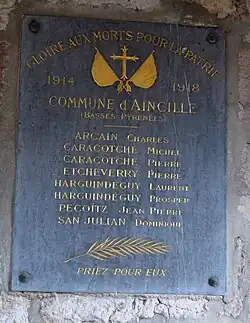 GLOIRE AUX MORTS POUR LA PATRIE
1914 1918
COMMUNE d'AINCILLE
(BASSES PYRENÉES)
ARCAIN CHARLES
CARACOTCHE MICHEL
CARACOTCHE PIERRE
ETCHEVERRY PIERRE
HARGUINDEGUY LAURENT
HARGUINDEGUY PROSPER
PECOITZ JEAN PIERRE
SAN-JULIAN DOMINIQUE
PRIEZ POUR EUX